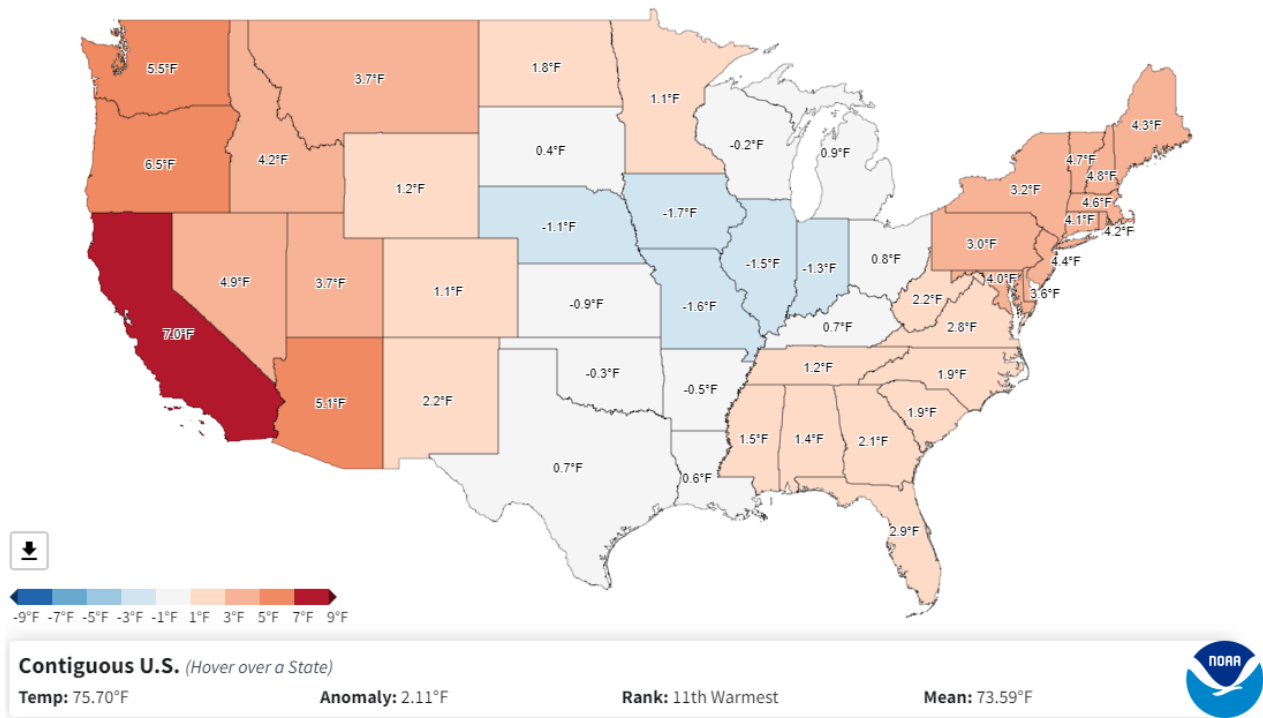 5.5°F
3.7°F
1.8°F
1.1°F
4.3°F
6.5°F
4.2°F
0.4°F
-0.2°F
0.9°F
4.7°F
4.8°F
1.2°F
3.2°F
4.6°F
-1.1°F
-1.7°F
4.1°F
4.2°F
3.0°F
4.9°F
3.7°F
1.1°F
-1.5°F
-1.3°F
0.8°F
4.4°F
4.0°F
3.6°F
-0.9°F
-1.6°F
2.2°F
7.0°F
0.7°F
2.8°F
-0.3°F
1.2°F
1.9°F
5.1°F
2.2°F
-0.5°F
1.9°F
1.5°F
1.4°F
2.1°F
0.7°F
0.6°F
2.9°F
-9°F -7°F -5°F -3°F -1°F 1°F 3°F 5°F 7°F 9°F
Contiguous U.S. (Hover over a State)
Temp: 75.70°F Anomaly: 2.11°F Rank: 11th Warmest Mean: 73.59°F
NOAA